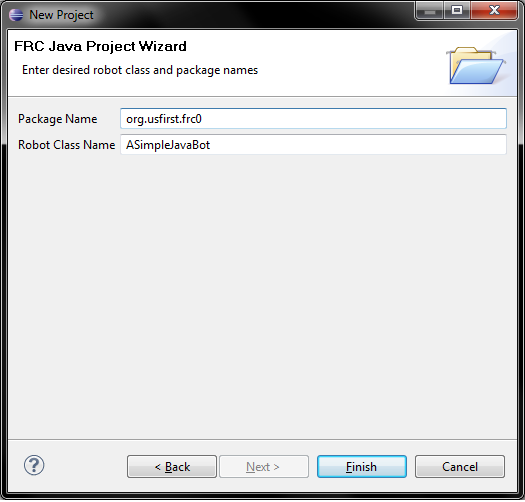 New Project
FRC Java Project Wizard
Enter desired robot class and package names
Package Name org.usfirst.frc0
Robot Class Name ASimpleJavaBot
? < Back Next > Finish Cancel